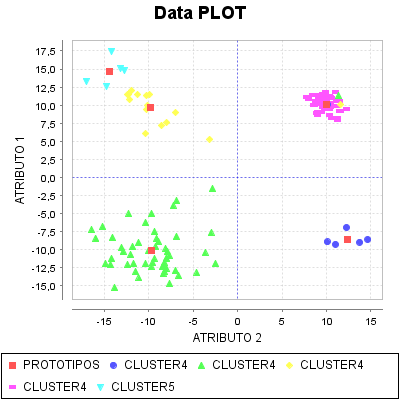 Data PLOT
17,5
15,0
12,5
10,0
7,5
5,0
2,5
0,0
-2,5
-5,0
-7,5
-10,0
-12,5
-15,0
ATRIBUTO 1
-15 -10 -5 0 5 10 15
ATRIBUTO 2
PROTOTIPOS CLUSTER4 CLUSTER4 CLUSTER4
CLUSTER4 CLUSTER5